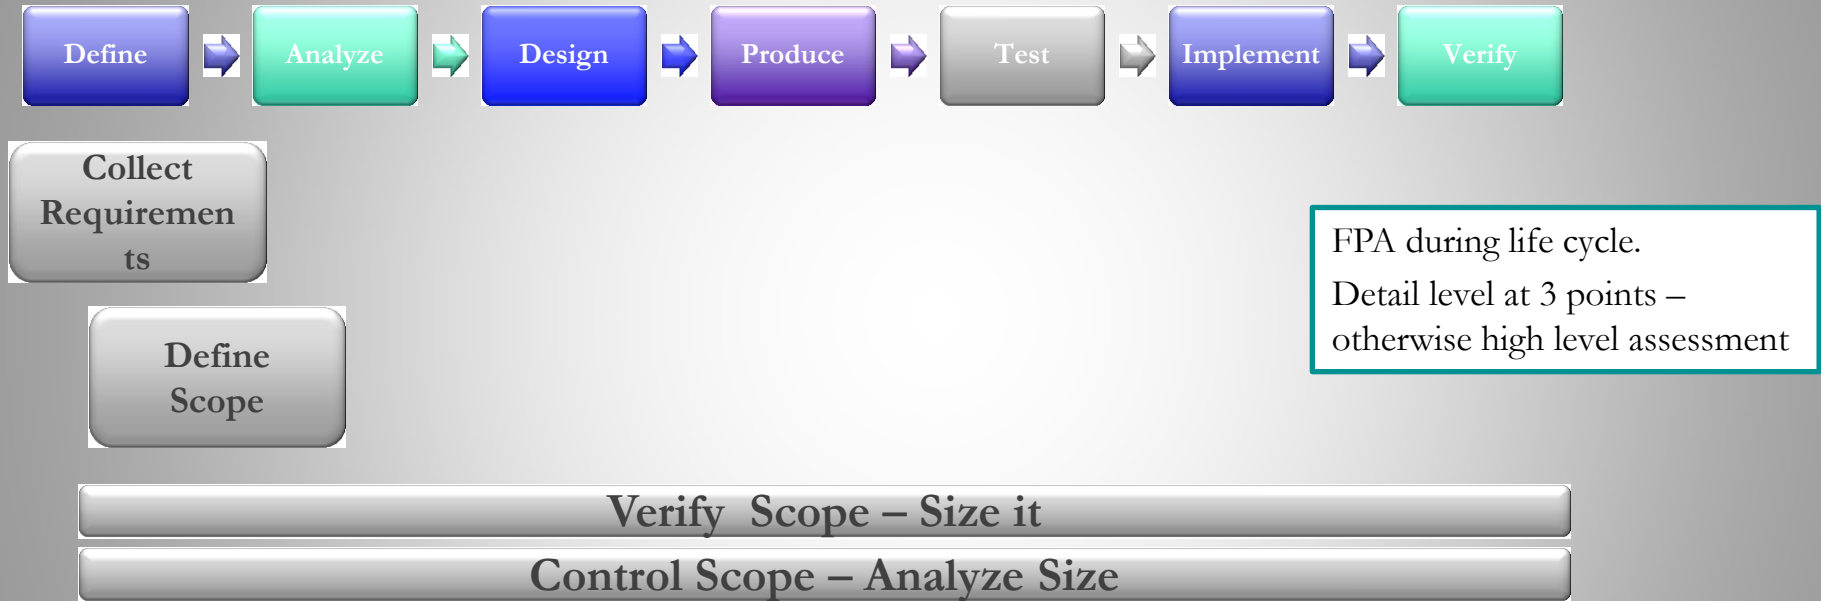 Define
Analyze
Design
Produce
Test
Implement
Verify
Collect
Requiremen
ts
FPA during life cycle.
Detail level at 3 points –
otherwise high level assessment
Define
Scope
Verify Scope – Size it
Control Scope – Analyze Size